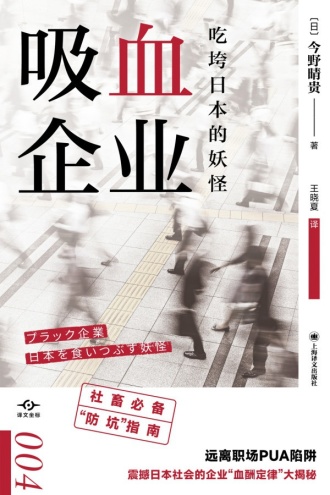 吸血企业
吃垮日本的妖怪
[日]今野晴贵——著
王晓夏 译
上海译文出版社
ブラック企業
日本を食いつぶす妖怪
社畜必备
“防坑”指南
译文坐标
004
远离职场PUA陷阱
震撼日本社会的企业“血酬定律”大揭秘